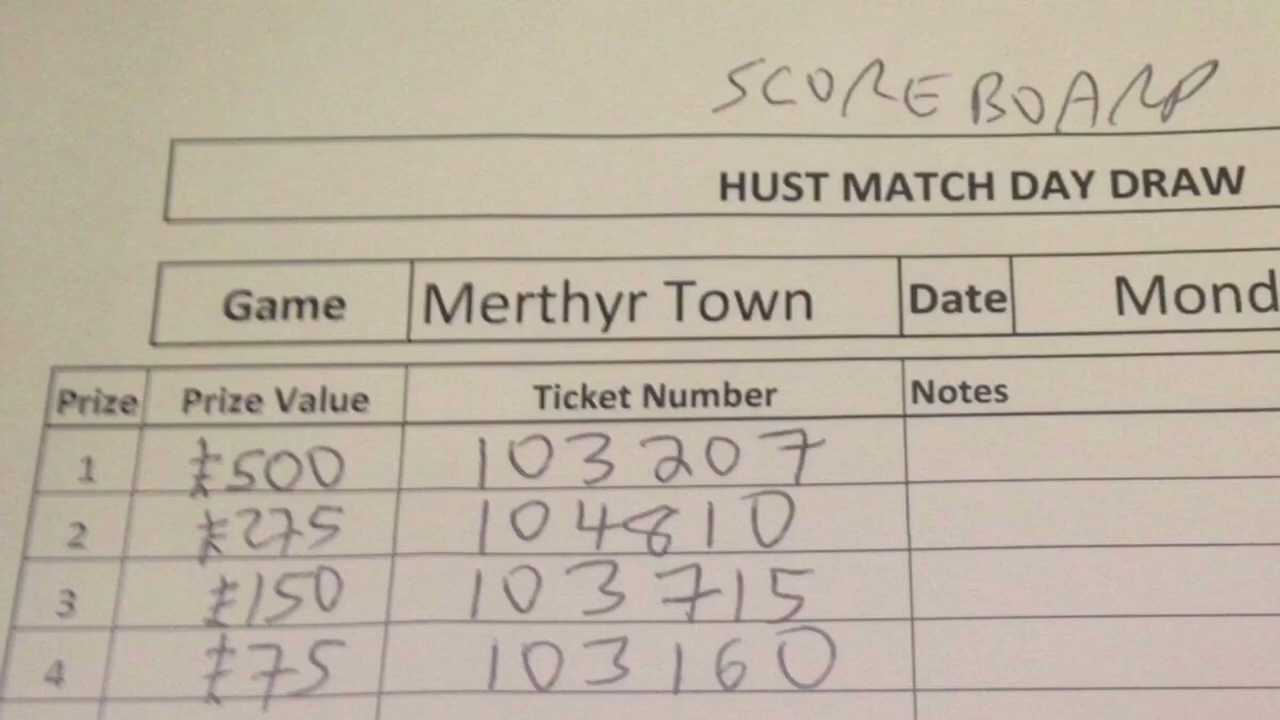 SCOREBOARD
HUST MATCH DAY DRAW
Game Merthyr Town Date Mond
Prize Prize Value Ticket Number Notes
1 £500 103207
2 £275 104810
3 £150 103715
4 £75 103160